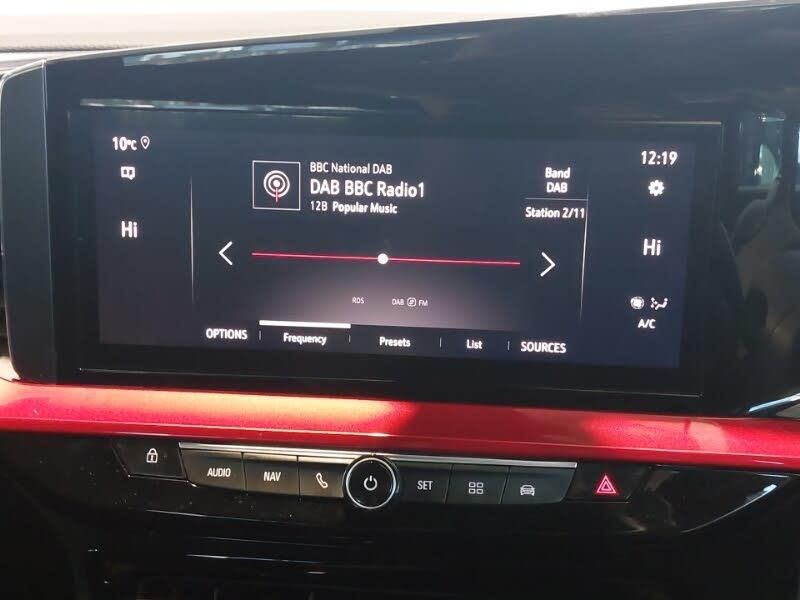 10°C
BBC National DAB
DAB BBC Radio1
12B Popular Music
Band
DAB
Station 2/11
12:19
Hi
Hi
RDS
DAB FM
A/C
OPTIONS
Frequency
Presets
List
SOURCES
AUDIO
NAV
SET